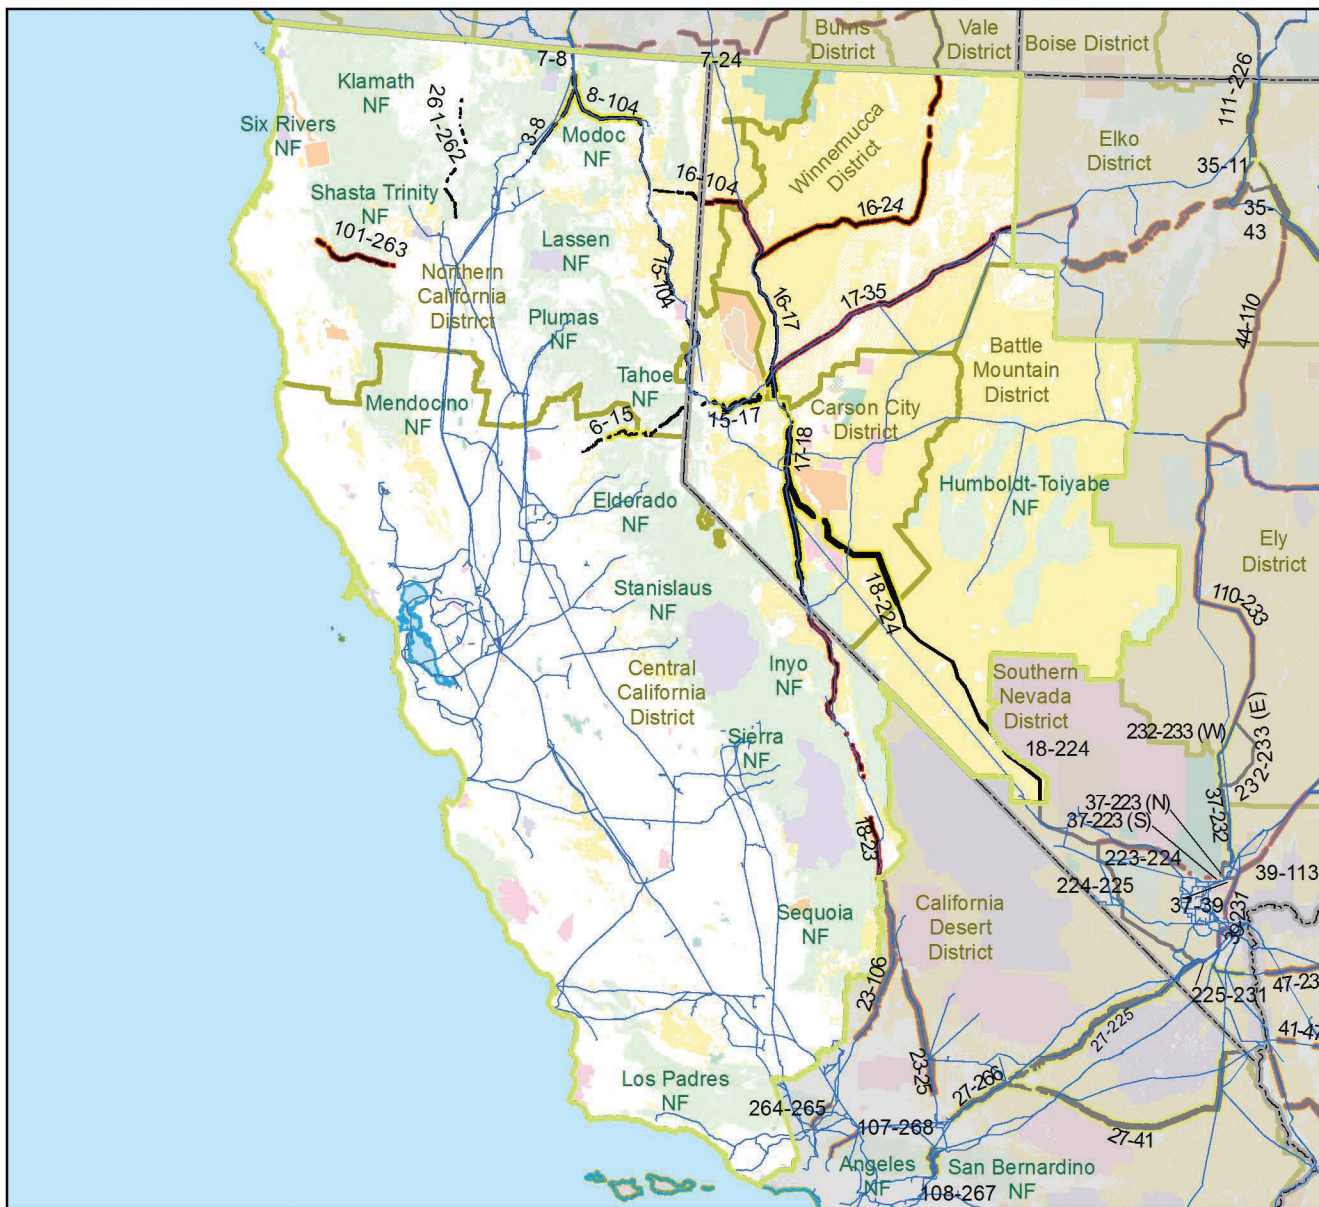 Burns
District
Vale
District
Boise District
7-8
7-24
Klamath
NF
261-262
8-104
3-8
Modoc
NF
Six Rivers
NF
Shasta Trinity
NF
101-263
16-104
Winnemucca
District
16-24
Elko
District
111-226
35-11
35-
43
Lassen
NF
15-104
Northern
California
District
Plumas
NF
16-17
17-35
44-110
Battle
Mountain
District
Tahoe
NF
Mendocino
NF
6-15
15-17
Carson City
District
17-18
Humboldt-Toiyabe
NF
Eldorado
NF
Ely
District
Stanislaus
NF
18-224
110-233
Central
California
District
Inyo
NF
Southern
Nevada
District
232-233 (W)
232-233 (E)
Sierra
NF
18-224
37-223 (N)
37-223 (S)
37-232
18-23
223-224
224-225
39-113
37-39
39-231
Sequoia
NF
California
Desert
District
23-106
225-231
47-23
27-225
41-47
23-25
27-266
Los Padres
NF
264-265
107-268
27-41
Angeles
NF
San Bernardino
NF
108-267